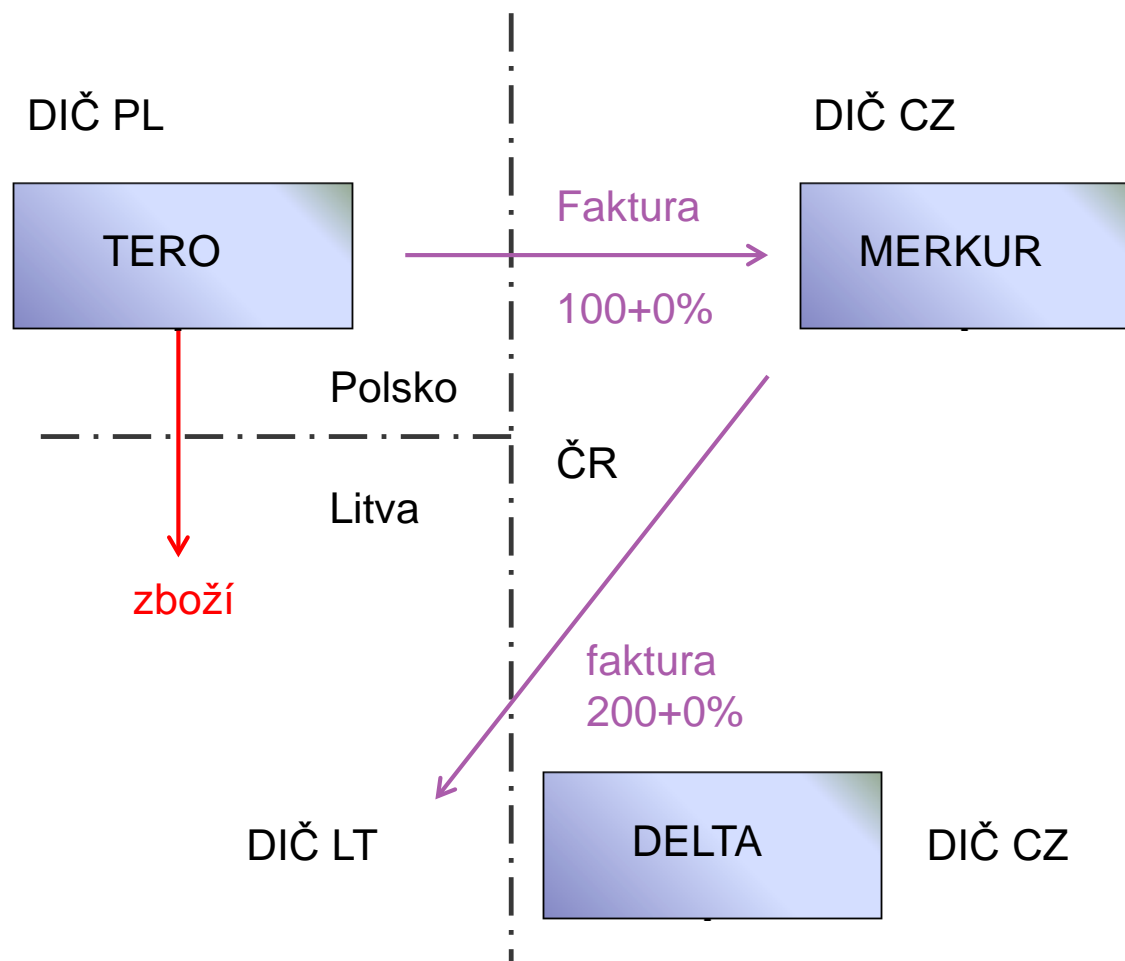 DIČ PL
DIČ CZ
TERO
Faktura
MERKUR
100+0%
Polsko
ČR
Litva
zboží
faktura
200+0%
DIČ LT
DELTA
DIČ CZ